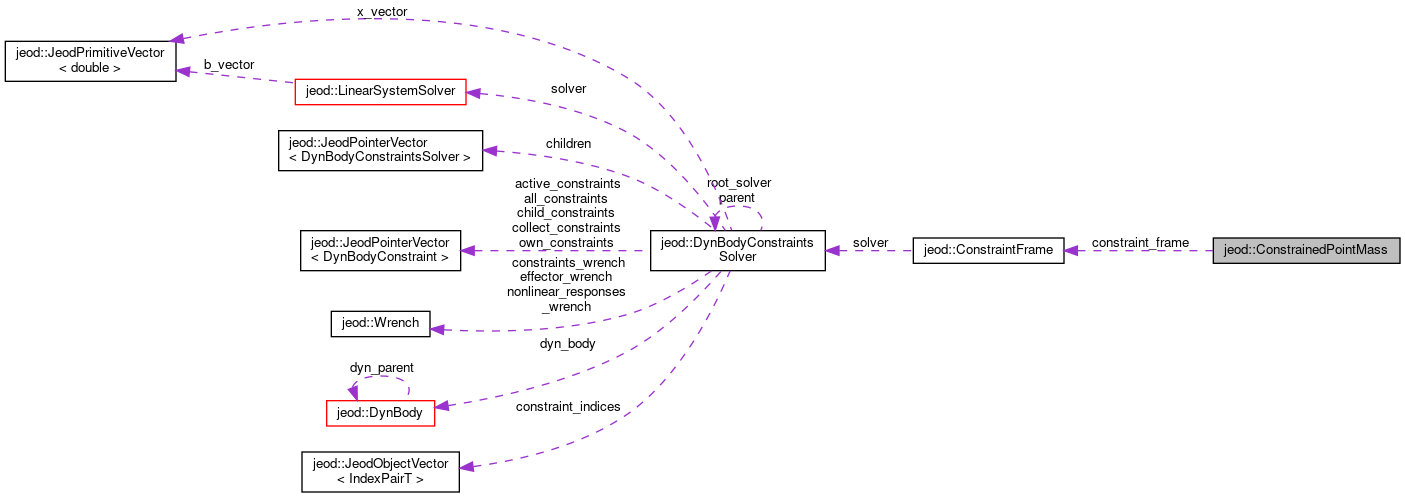 x_vector
jeod::JeodPrimitiveVector
< double >
b_vector
jeod::LinearSystemSolver
solver
jeod::JeodPointerVector
< DynBodyConstraintsSolver >
children
active_constraints
all_constraints
child_constraints
collect_constraints
own_constraints
root_solver
parent
jeod::JeodPointerVector
< DynBodyConstraint >
jeod::DynBodyConstraints
Solver
solver
jeod::ConstraintFrame
constraint_frame
jeod::ConstrainedPointMass
constraints_wrench
effector_wrench
nonlinear_responses
_wrench
jeod::Wrench
dyn_body
dyn_parent
jeod::DynBody
constraint_indices
jeod::JeodObjectVector
< IndexPairT >